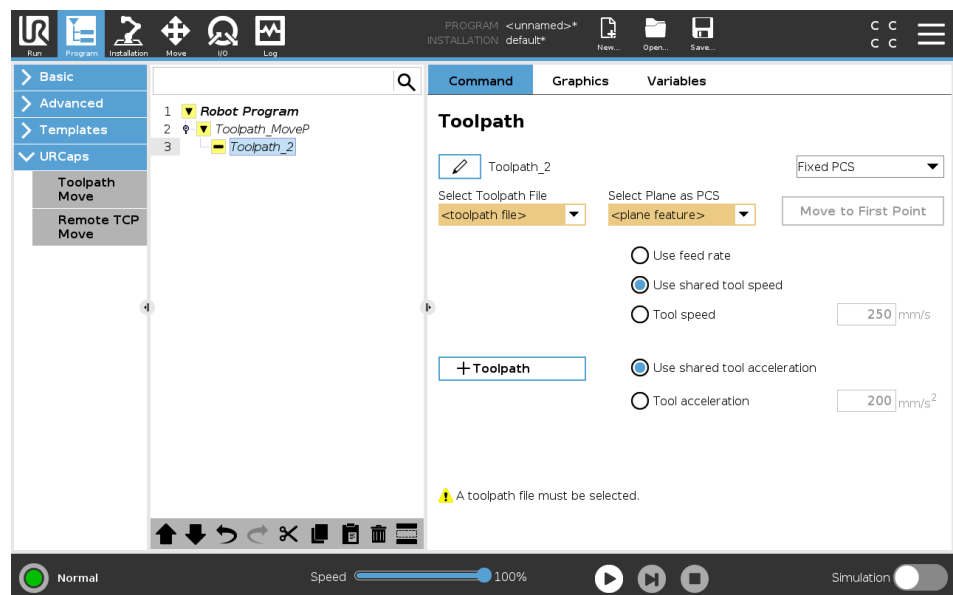 PROGRAM <unnamed>*
INSTALLATION default*
C C
C C
Run Program Installation Move I/O Log New... Open... Save...
Basic
Advanced
Templates
URCaps
Toolpath
Move
Remote TCP
Move
1 Robot Program
2 Toolpath_MoveP
3 Toolpath_2
Command Graphics Variables
Toolpath
Toolpath_2 Fixed PCS
Select Toolpath File Select Plane as PCS
<toolpath file> <plane feature> Move to First Point
Use feed rate
Use shared tool speed
Tool speed 250 mm/s
+Toolpath Use shared tool acceleration
Tool acceleration 200 mm/s2
A toolpath file must be selected.
Normal Speed 100% Simulation